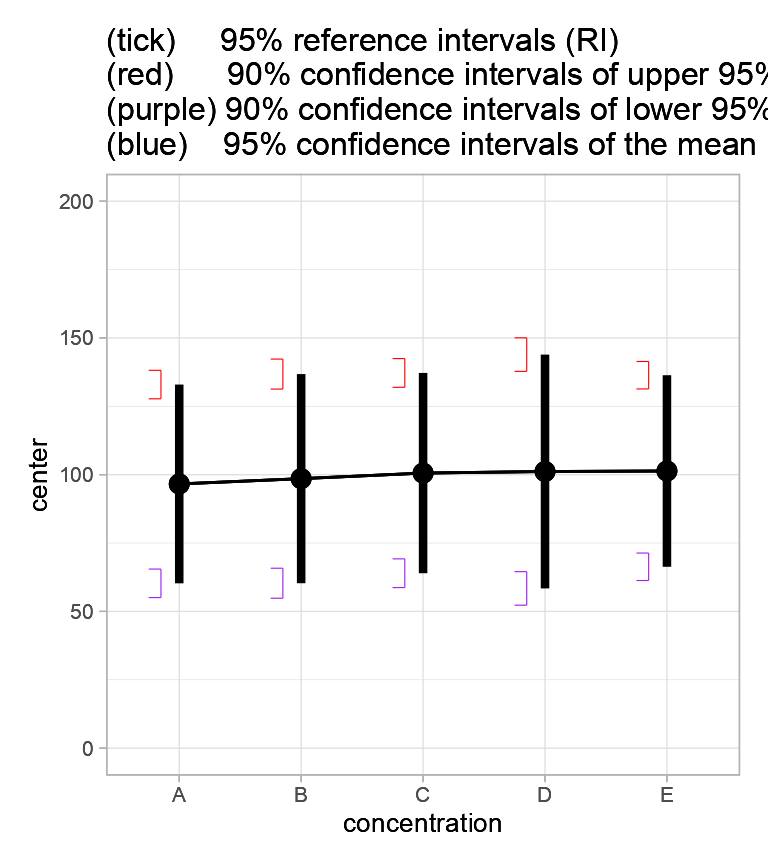 (tick) 95% reference intervals (RI)
(red) 90% confidence intervals of upper 95%
(purple) 90% confidence intervals of lower 95%
(blue) 95% confidence intervals of the mean
200
150
100
50
0
center
A B C D E
concentration